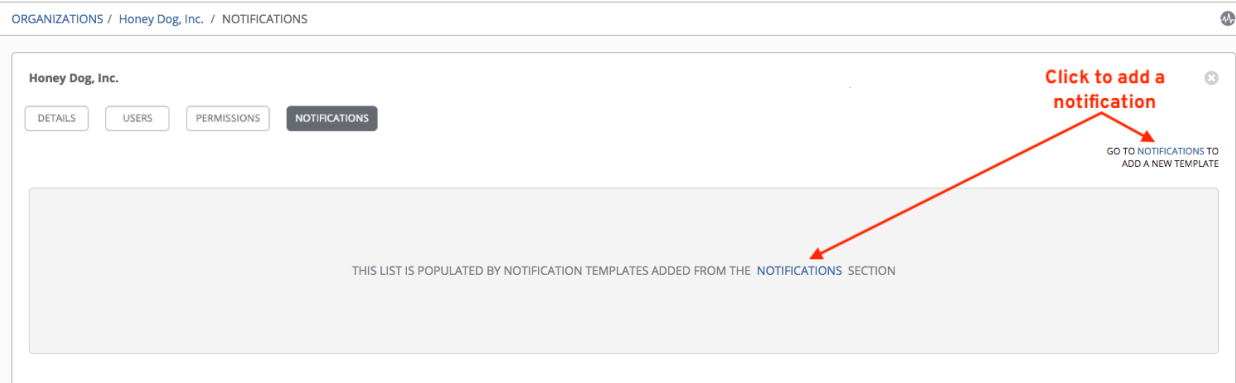 ORGANIZATIONS / Honey Dog, Inc. / NOTIFICATIONS
Honey Dog, Inc.
Click to add a
notification
DETAILS USERS PERMISSIONS NOTIFICATIONS
GO TO NOTIFICATIONS TO
ADD A NEW TEMPLATE
THIS LIST IS POPULATED BY NOTIFICATION TEMPLATES ADDED FROM THE NOTIFICATIONS SECTION